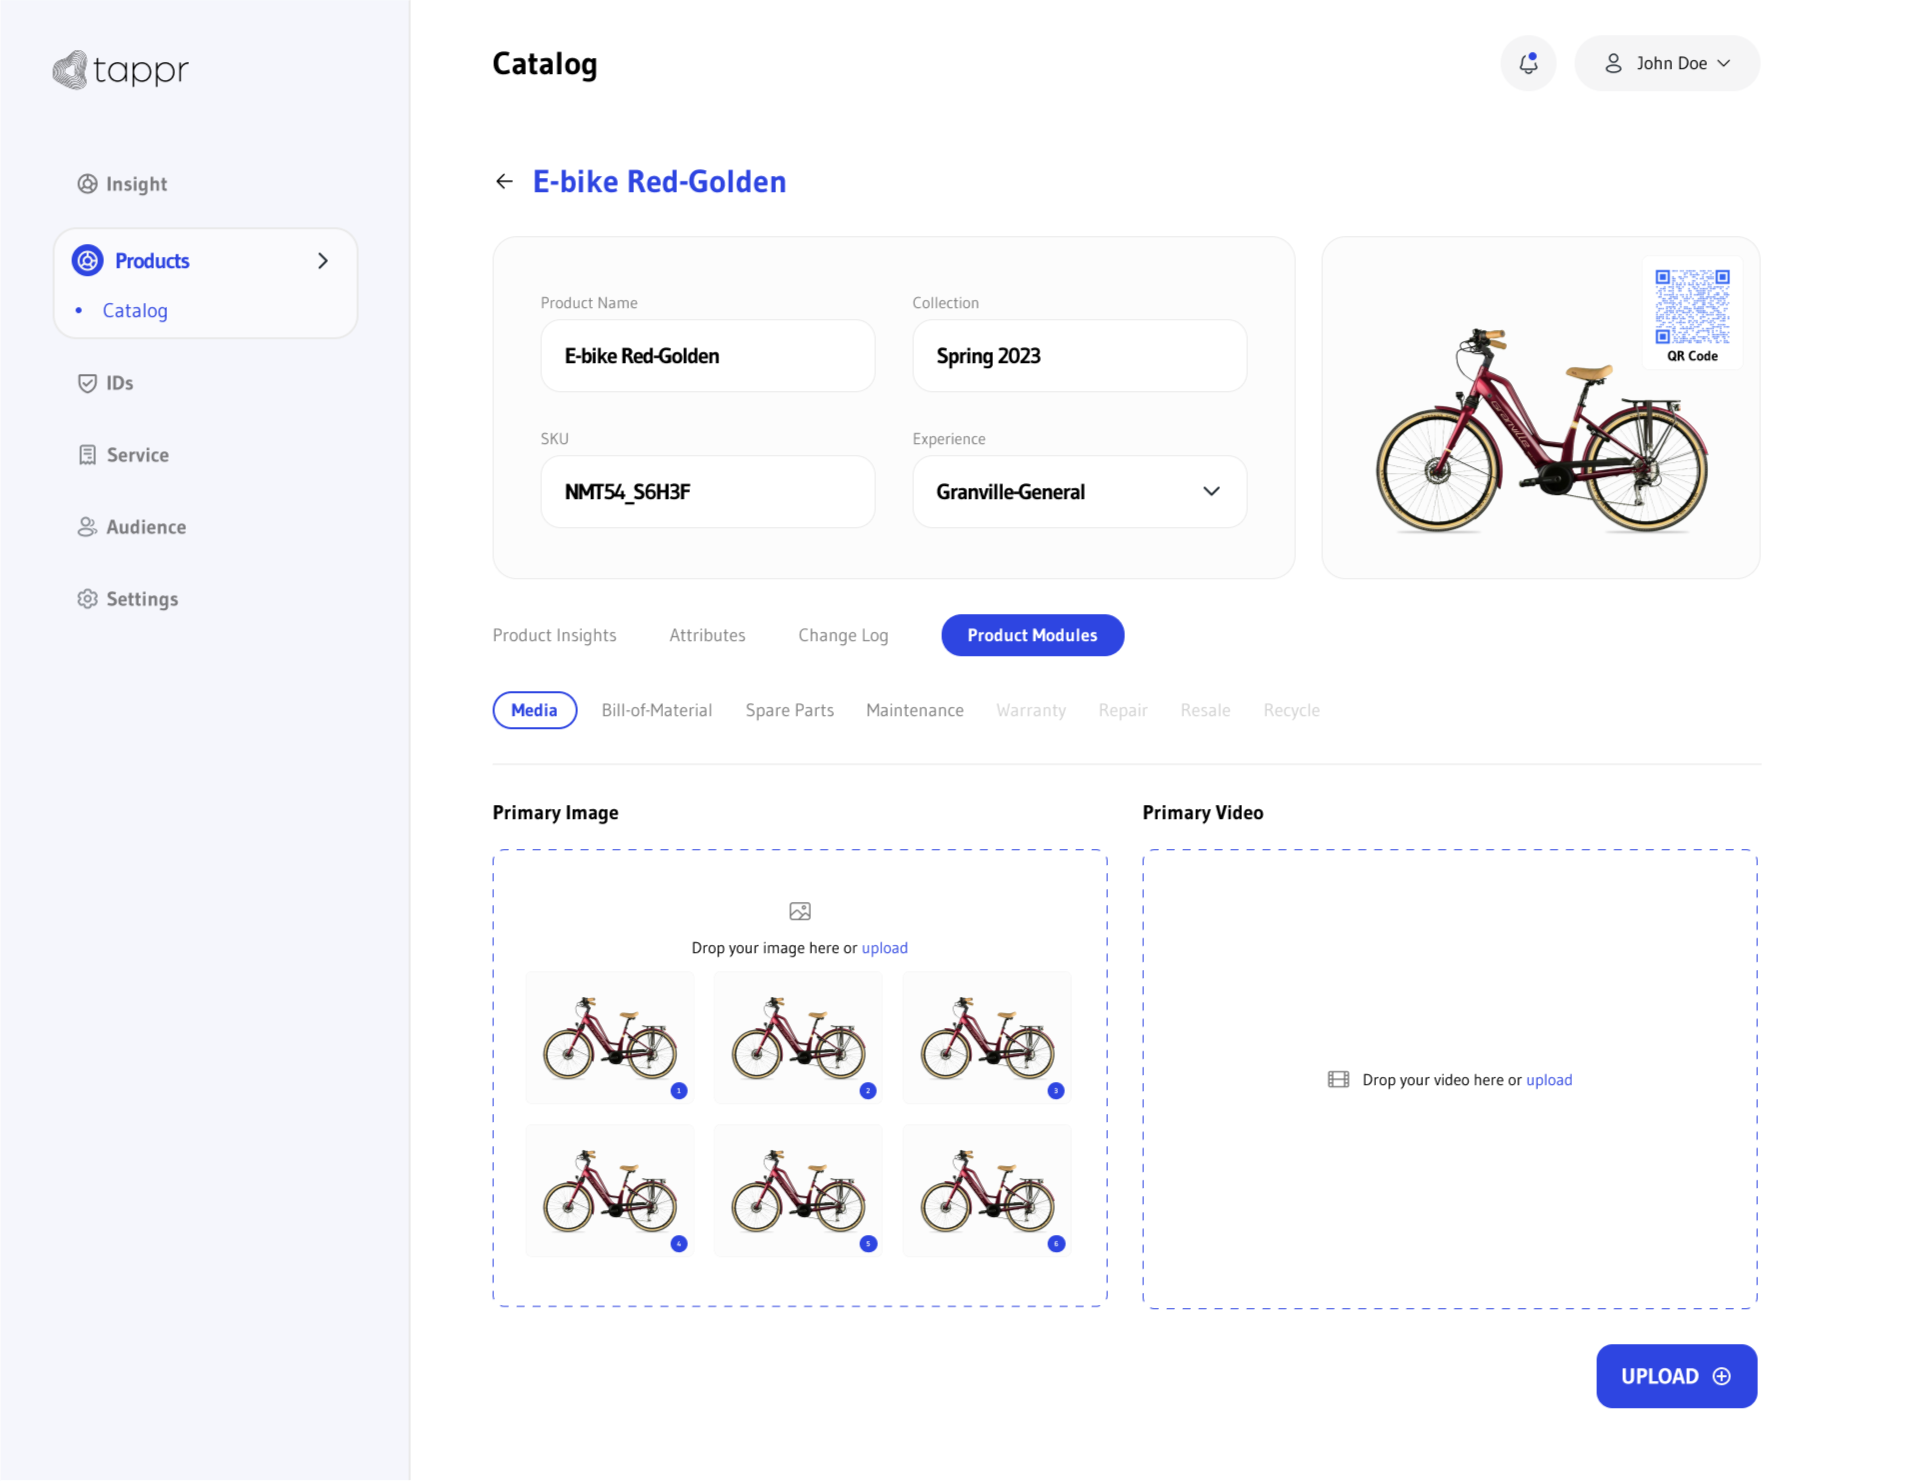 tappr
Catalog
John Doe
Insight
Products
Catalog
IDs
Service
Audience
Settings
E-bike Red-Golden
Product Name
Collection
E-bike Red-Golden
Spring 2023
SKU
Experience
NMT54_S6H3F
Granville-General
QR Code
Granville
Product Insights
Attributes
Change Log
Product Modules
Media
Bill-of-Material
Spare Parts
Maintenance
Warranty
Repair
Resale
Recycle
Primary Image
Primary Video
Drop your image here or upload
1
2
3
Drop your video here or upload
4
5
6
UPLOAD